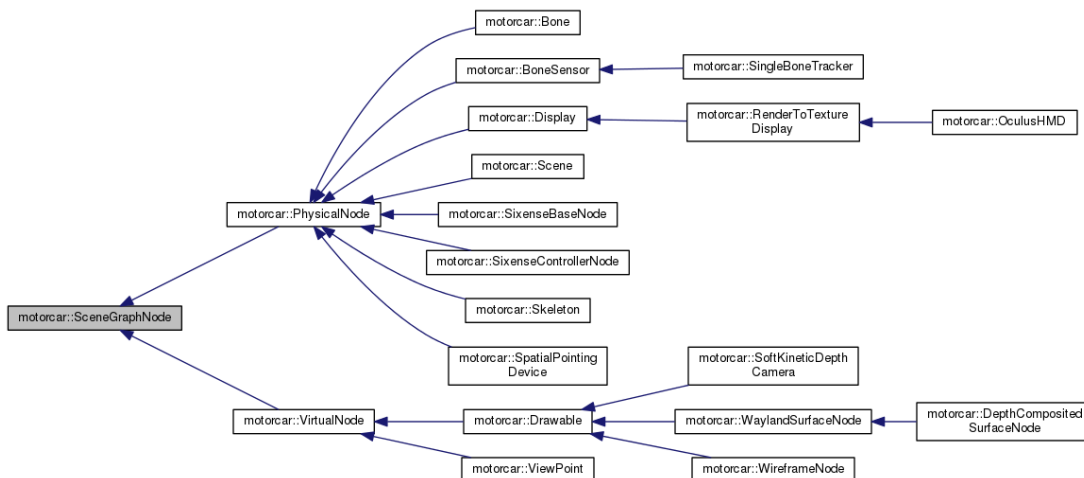 motorcar::Bone
motorcar::BoneSensor
motorcar::SingleBoneTracker
motorcar::Display
motorcar::RenderToTexture
Display
motorcar::OculusHMD
motorcar::Scene
motorcar::PhysicalNode
motorcar::SixenseBaseNode
motorcar::SixenseControllerNode
motorcar::Skeleton
motorcar::SceneGraphNode
motorcar::SpatialPointing
Device
motorcar::SoftKineticDepth
Camera
motorcar::VirtualNode
motorcar::Drawable
motorcar::WaylandSurfaceNode
motorcar::DepthComposited
SurfaceNode
motorcar::ViewPoint
motorcar::WireframeNode